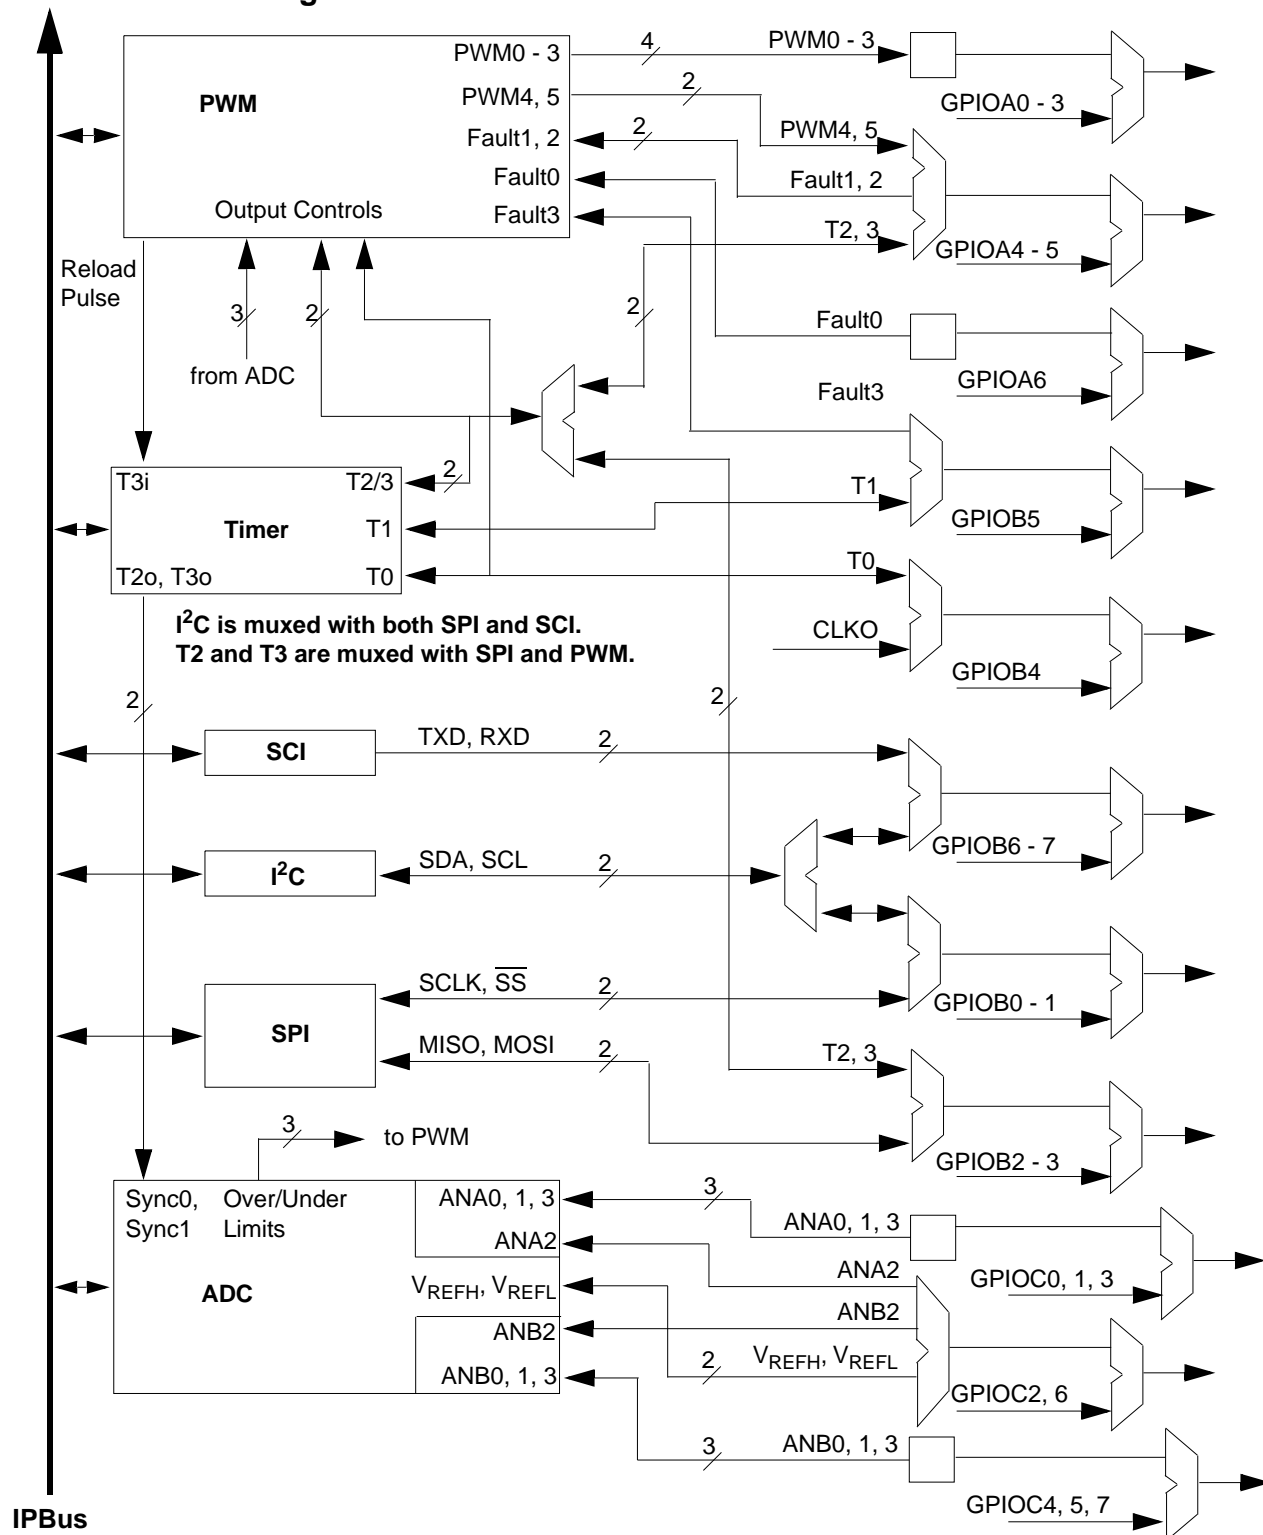 PWM
PWM0 - 3
PWM4, 5
Fault1, 2
Fault0
Fault3
Output Controls
4
2
2
PWM0 - 3
GPIOA0 - 3
PWM4, 5
Fault1, 2
T2, 3
GPIOA4 - 5
Reload
Pulse
3
2
2
from ADC
Fault0
GPIOA6
Fault3
T3i
T2/3
2
Timer
T1
T2o, T3o
T0
T1
GPIOB5
T0
CLKO
GPIOB4
I²C is muxed with both SPI and SCI.
T2 and T3 are muxed with SPI and PWM.
2
2
SCI
TXD, RXD
2
GPIOB6 - 7
I²C
SDA, SCL
2
SPI
SCLK, S̅S̅
2
GPIOB0 - 1
MISO, MOSI
2
T2, 3
GPIOB2 - 3
3
to PWM
Sync0,
Sync1
Over/Under
Limits
ADC
ANA0, 1, 3
ANA2
VREFH, VREFL
ANB2
ANB0, 1, 3
3
ANA0, 1, 3
GPIOC0, 1, 3
ANA2
ANB2
2
VREFH, VREFL
GPIOC2, 6
3
ANB0, 1, 3
GPIOC4, 5, 7
IPBus